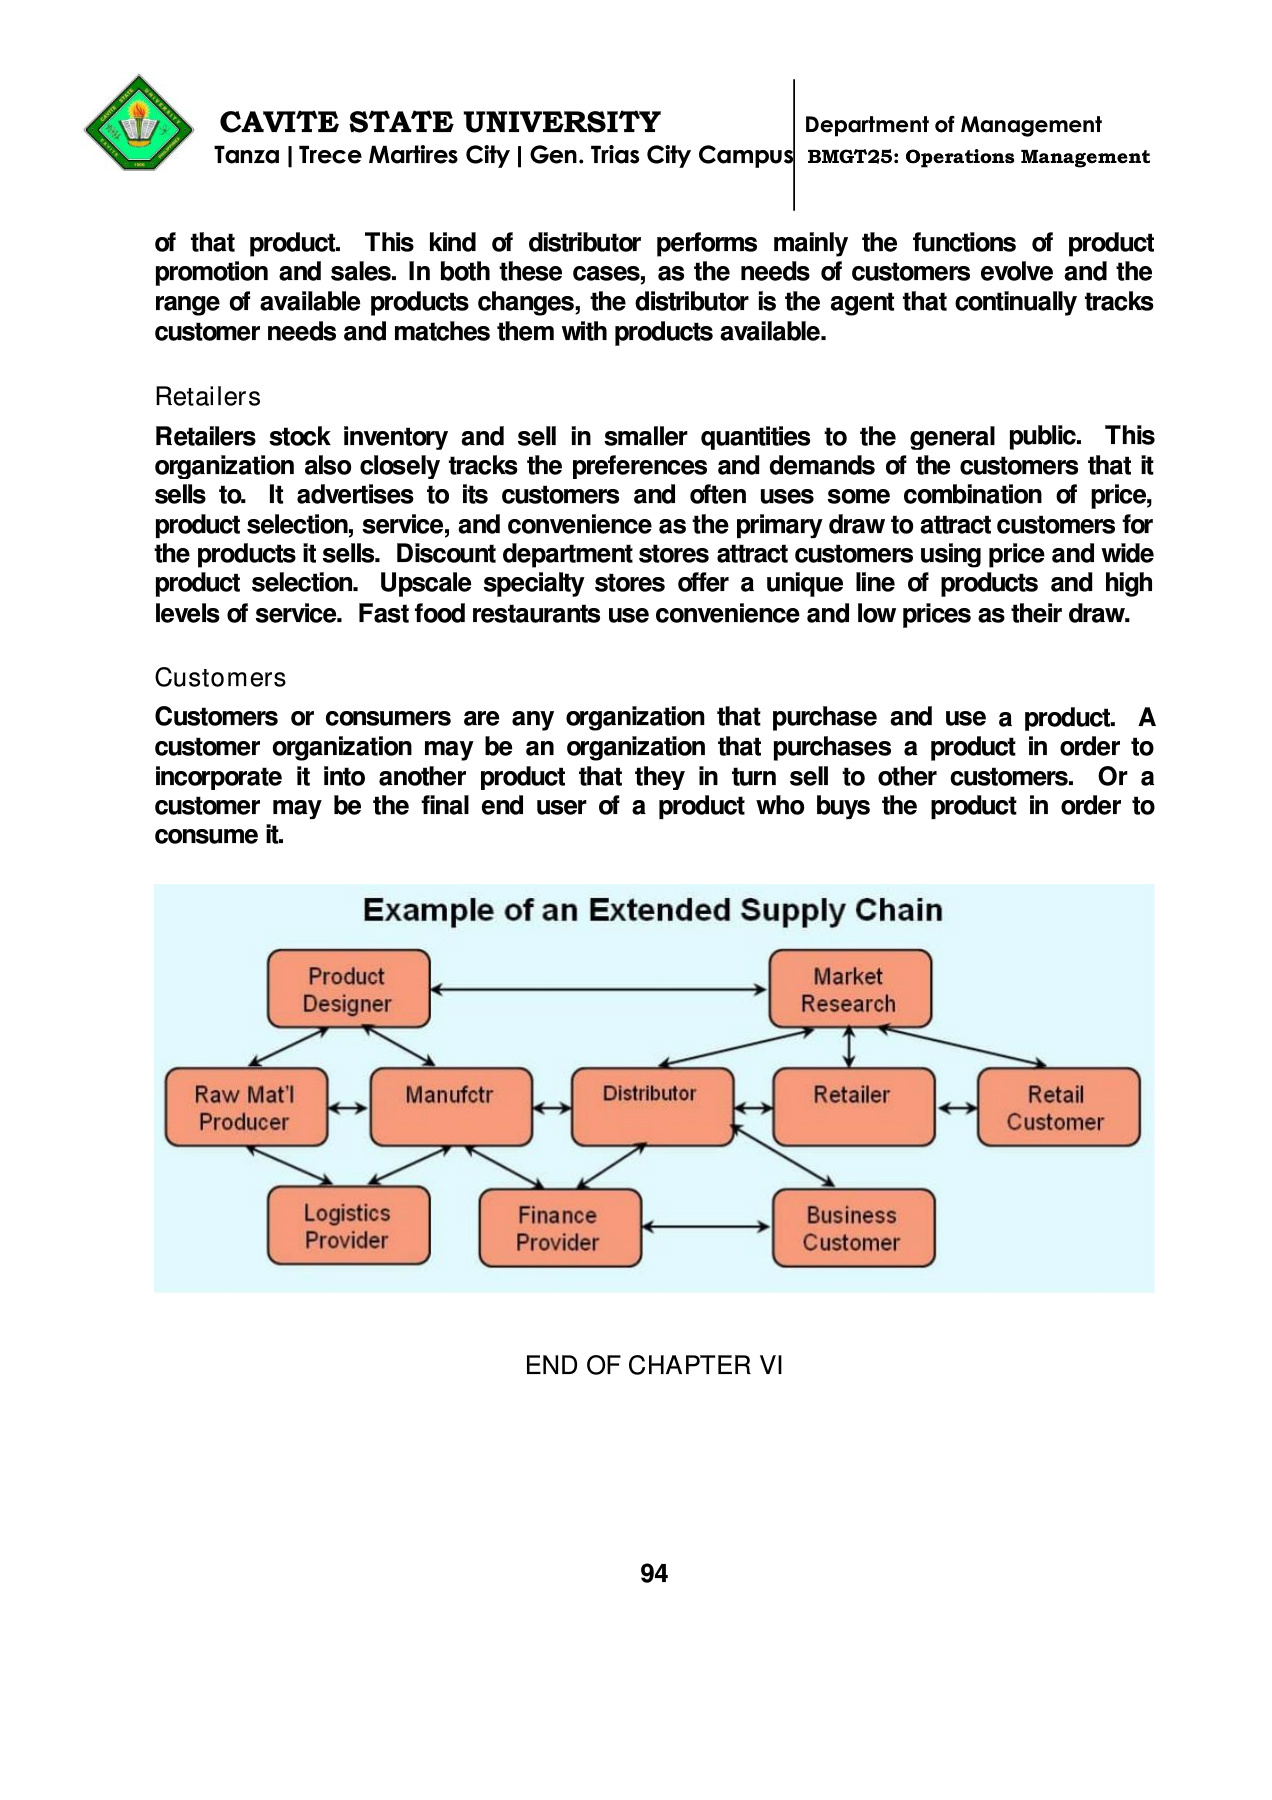 CAVITE STATE UNIVERSITY
Tanza | Trece Martires City | Gen. Trias City Campus
Department of Management
BMGT25: Operations Management
of that product. This kind of distributor performs mainly the functions of product
promotion and sales. In both these cases, as the needs of customers evolve and the
range of available products changes, the distributor is the agent that continually tracks
customer needs and matches them with products available.
Retailers
Retailers stock inventory and sell in smaller quantities to the general public. This
organization also closely tracks the preferences and demands of the customers that it
sells to. It advertises to its customers and often uses some combination of price,
product selection, service, and convenience as the primary draw to attract customers for
the products it sells. Discount department stores attract customers using price and wide
product selection. Upscale specialty stores offer a unique line of products and high
levels of service. Fast food restaurants use convenience and low prices as their draw.
Customers
Customers or consumers are any organization that purchase and use a product. A
customer organization may be an organization that purchases a product in order to
incorporate it into another product that they in turn sell to other customers. Or a
customer may be the final end user of a product who buys the product in order to
consume it.
Example of an Extended Supply Chain
Product
Designer
Market
Research
Raw Mat'l
Producer
Manufctr
Distributor
Retailer
Retail
Customer
Logistics
Provider
Finance
Provider
Business
Customer
END OF CHAPTER VI
94